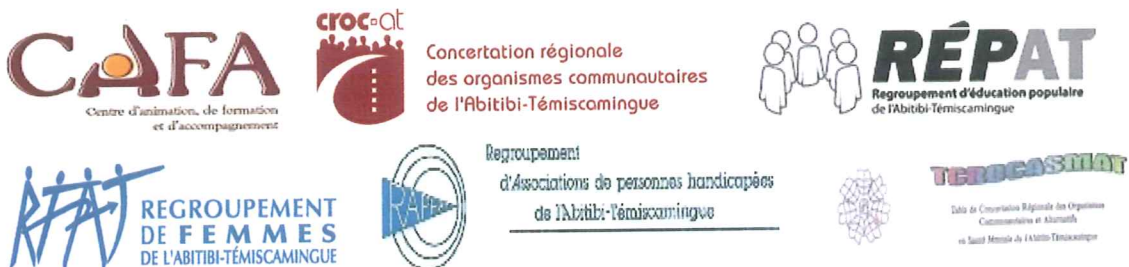 CAFA
Centre d'animation, de formation
et d'accompagnement
croc-at
Concertation régionale
des organismes communautaires
de l'Abitibi-Témiscamingue
RÉPAT
Regroupement d'éducation populaire
de l'Abitibi-Témiscamingue
RFAT
REGROUPEMENT
DE FEMMES
DE L'ABITIBI-TÉMISCAMINGUE
Regroupement
d'Associations de personnes handicapées
de l'Abitibi-Témiscamingue
TCROCASMAT
Table de Concertation Régionale des Organismes
Communautaires et Alternatifs
en Santé Mentale de l'Abitibi-Témiscamingue